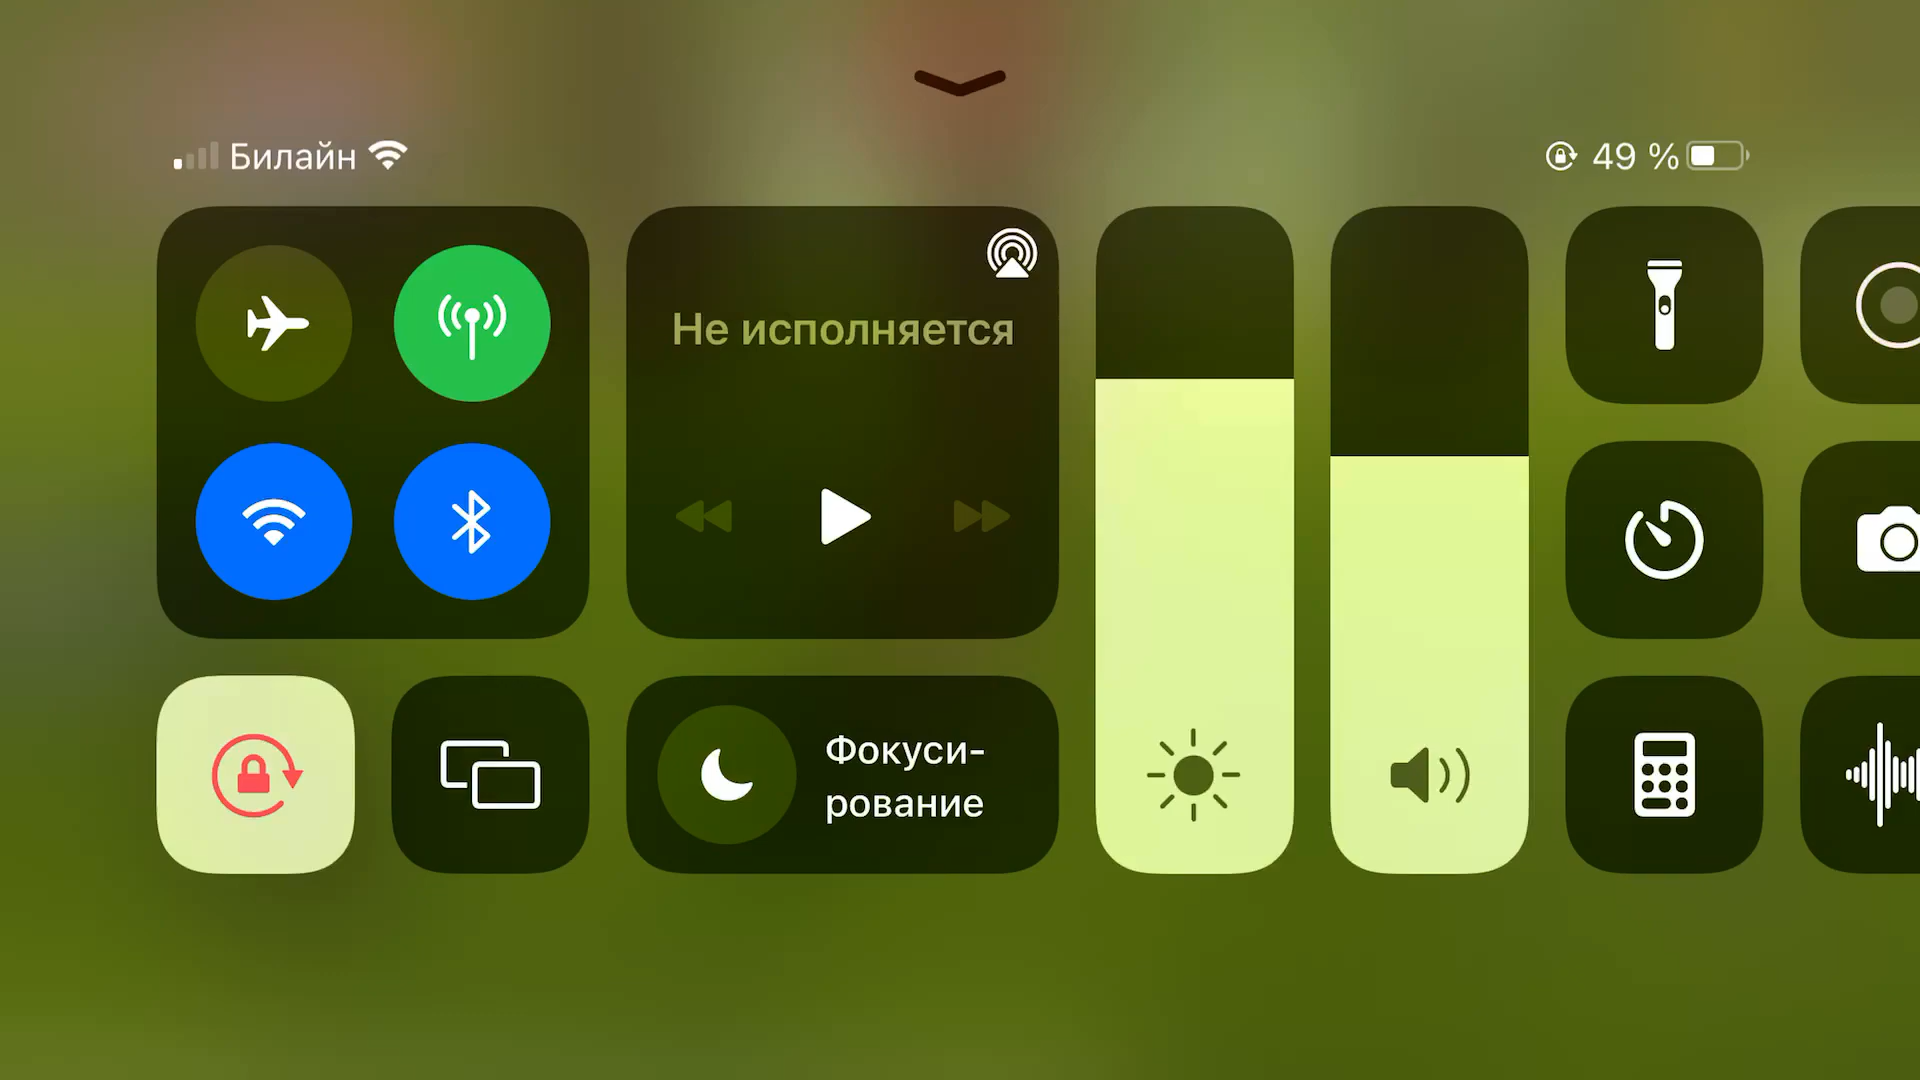 Билайн
49 %
Не исполняется
Фокуси-
рование